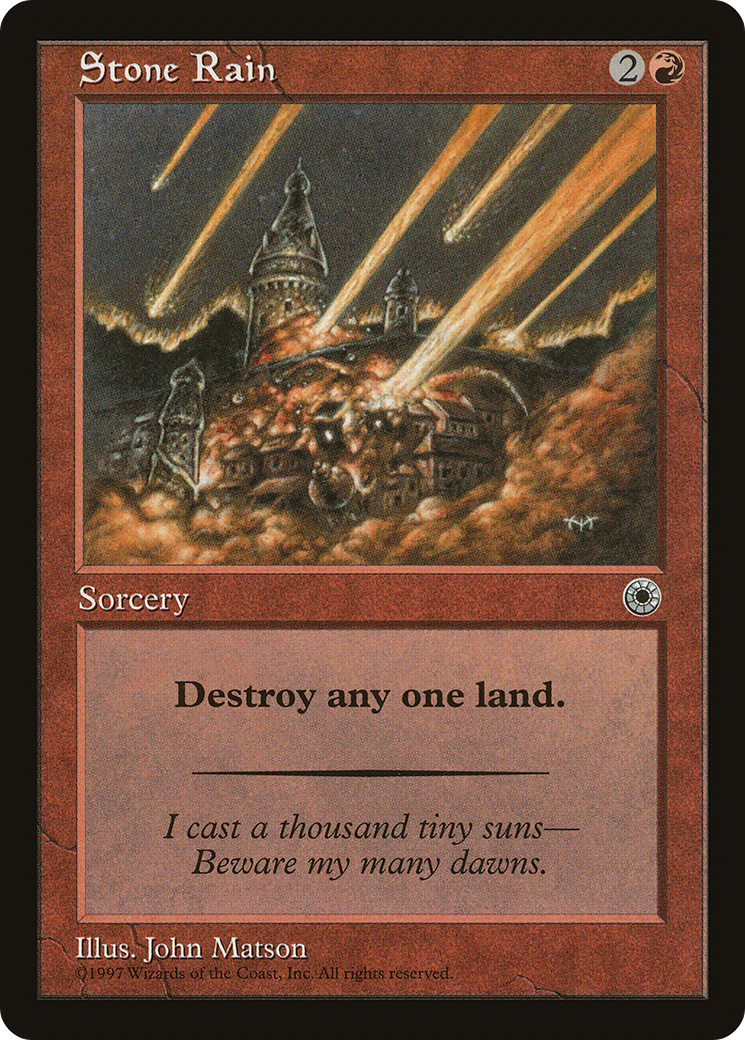 Stone Rain
2
Sorcery
Destroy any one land.
I cast a thousand tiny suns—
Beware my many dawns.
Illus. John Matson
©1997 Wizards of the Coast, Inc. All rights reserved.